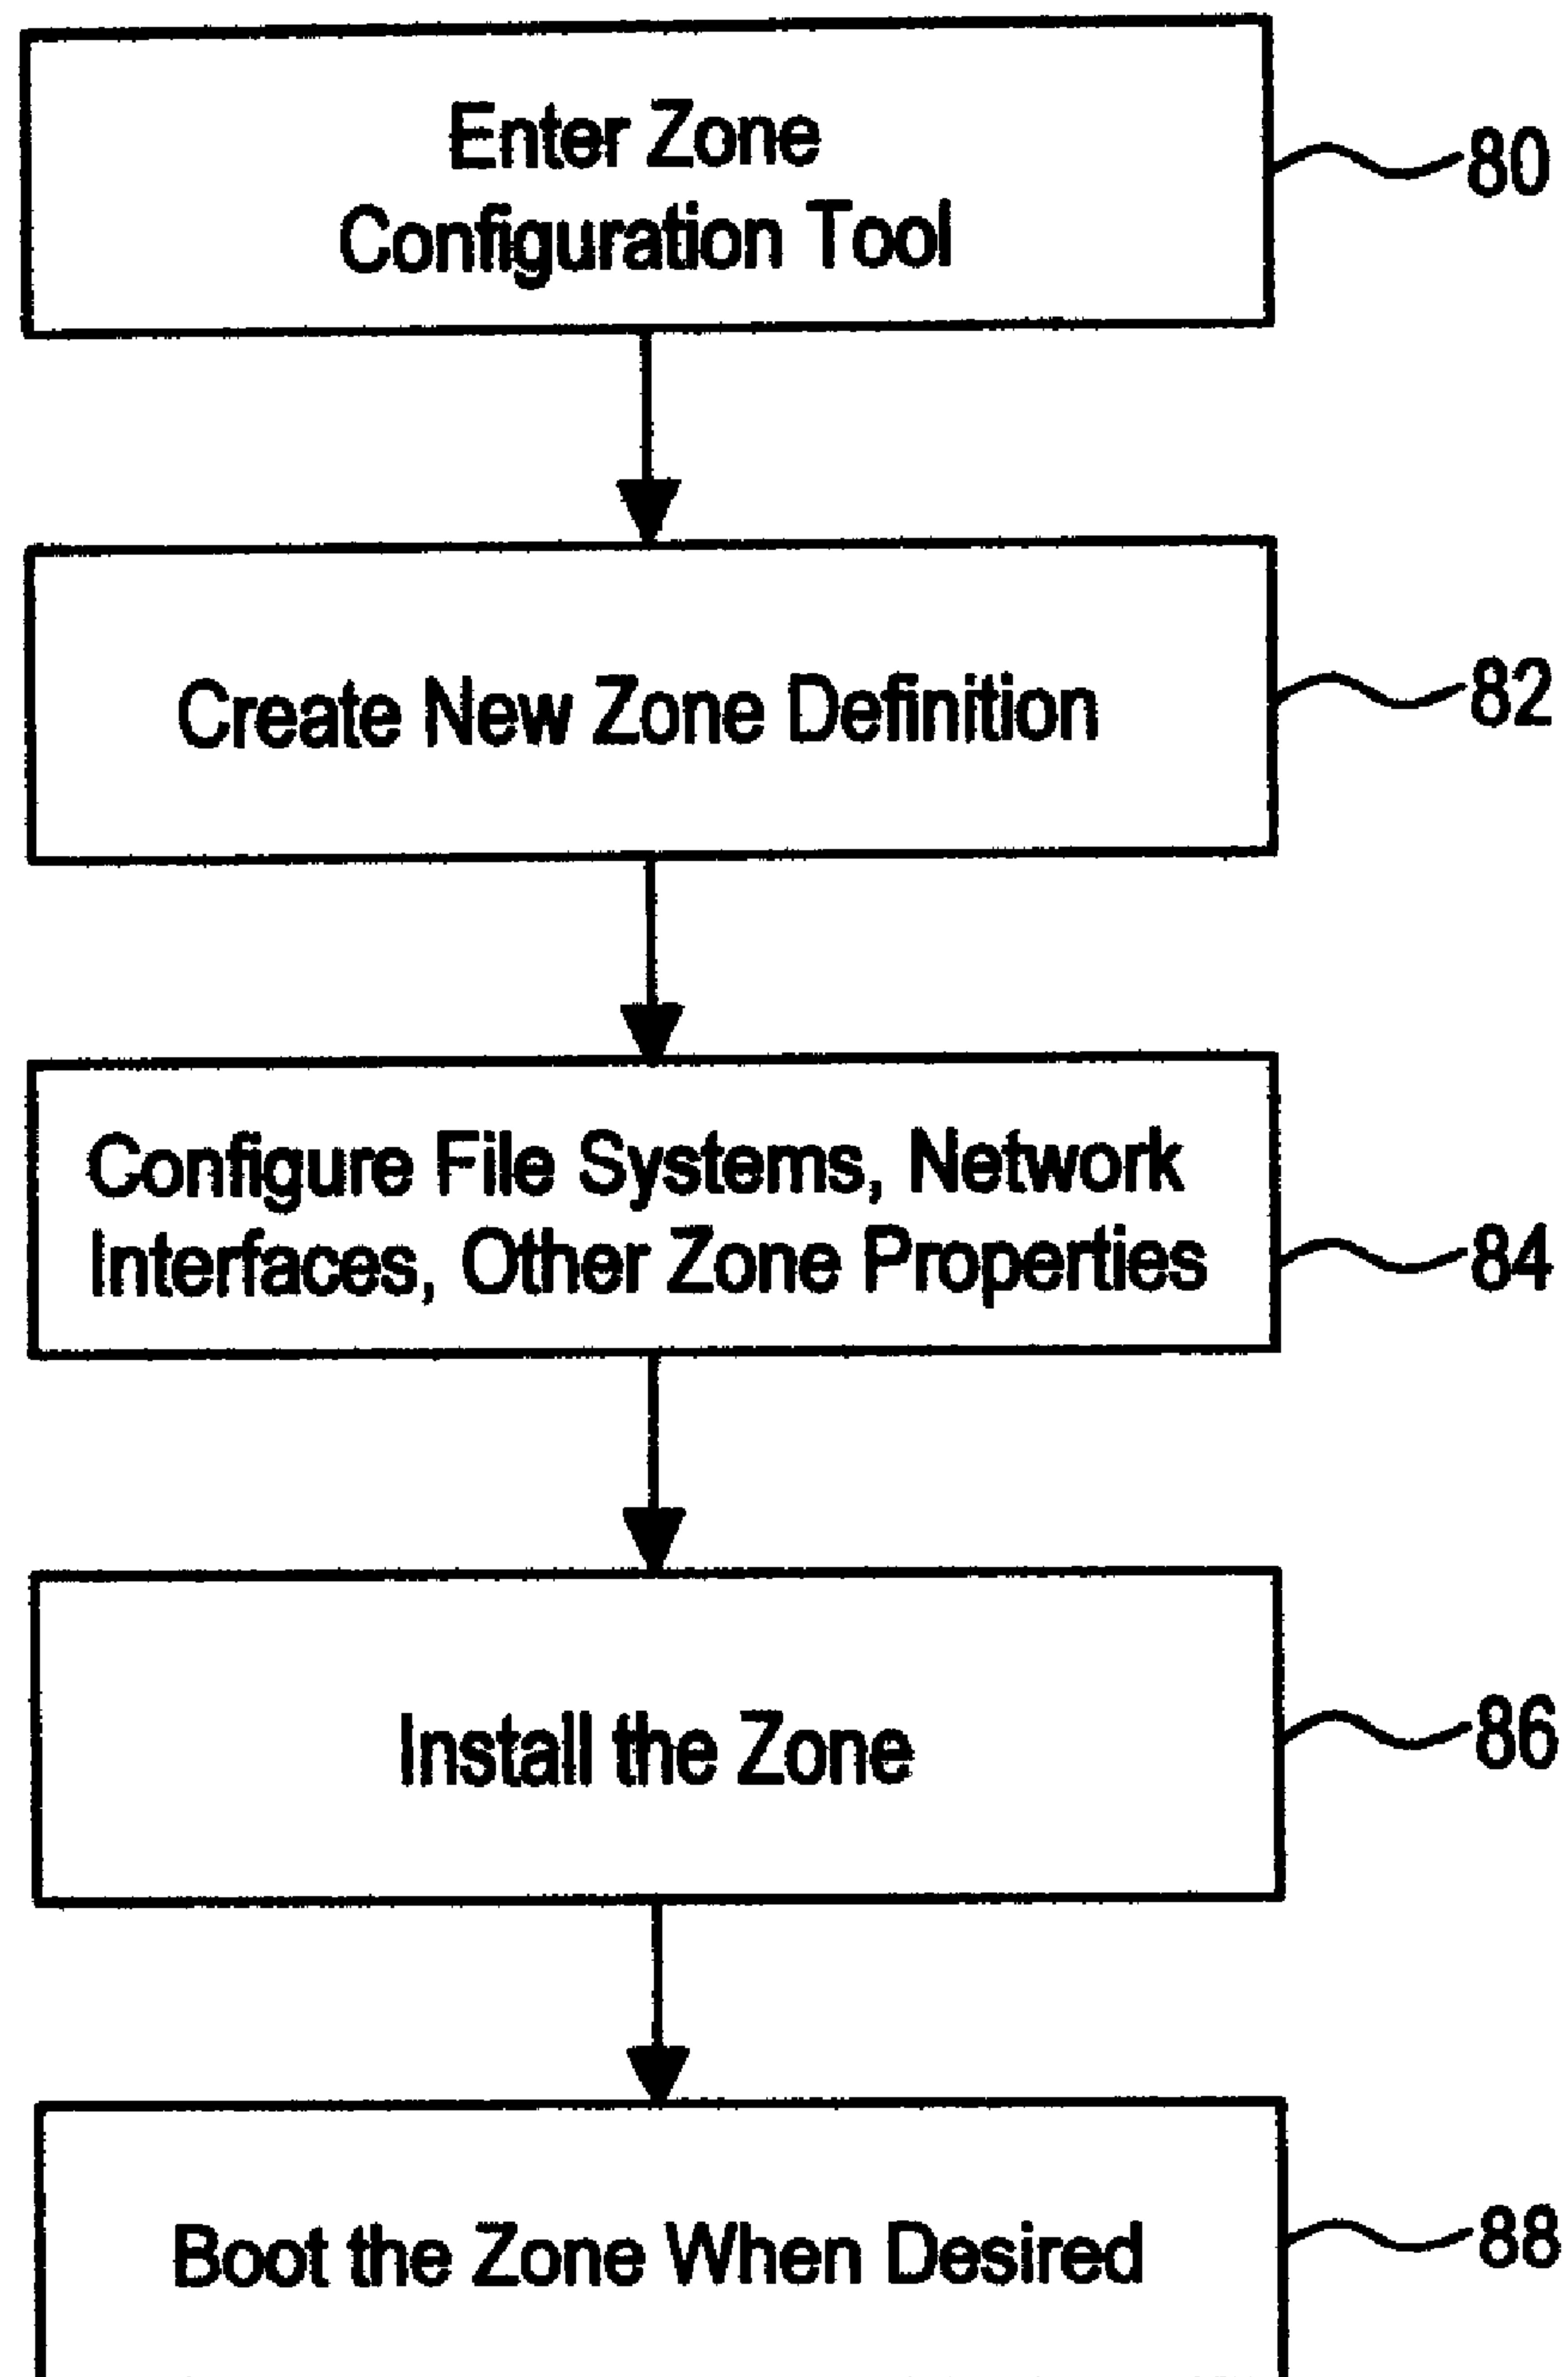 Enter Zone
Configuration Tool
80
Create New Zone Definition
82
Configure File Systems, Network
Interfaces, Other Zone Properties
84
Install the Zone
86
Boot the Zone When Desired
88